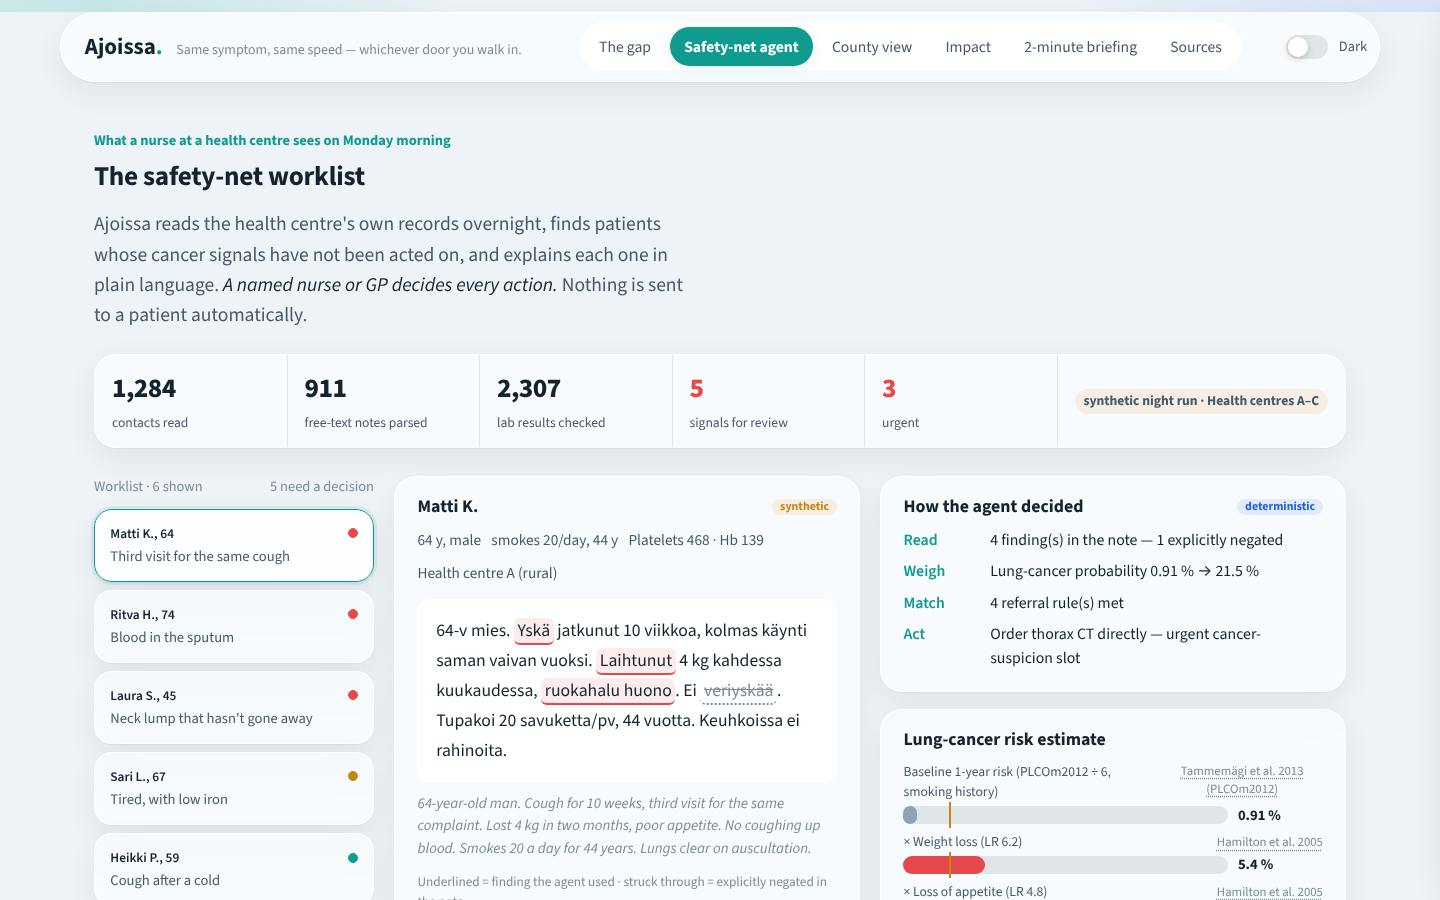 Ajoissa.
Same symptom, same speed — whichever door you walk in.
The gap
Safety-net agent
County view
Impact
2-minute briefing
Sources
Dark
What a nurse at a health centre sees on Monday morning
The safety-net worklist
Ajoissa reads the health centre's own records overnight, finds patients
whose cancer signals have not been acted on, and explains each one in
plain language. A named nurse or GP decides every action. Nothing is sent
to a patient automatically.
1,284
contacts read
911
free-text notes parsed
2,307
lab results checked
5
signals for review
3
urgent
synthetic night run · Health centres A–C
Worklist · 6 shown
5 need a decision
Matti K., 64
Third visit for the same cough
Ritva H., 74
Blood in the sputum
Laura S., 45
Neck lump that hasn't gone away
Sari L., 67
Tired, with low iron
Heikki P., 59
Cough after a cold
Matti K.
synthetic
64 y, male smokes 20/day, 44 y Platelets 468 · Hb 139
Health centre A (rural)
64-v mies. Yskä jatkunut 10 viikkoa, kolmas käynti
saman vaivan vuoksi. Laihtunut 4 kg kahdessa
kuukaudessa, ruokahalu huono. Ei veriyskää.
Tupakoi 20 savuketta/pv, 44 vuotta. Keuhkoissa ei
rahinoita.
64-year-old man. Cough for 10 weeks, third visit for the same
complaint. Lost 4 kg in two months, poor appetite. No coughing up
blood. Smokes 20 a day for 44 years. Lungs clear on auscultation.
Underlined = finding the agent used · struck through = explicitly negated in
the note
How the agent decided
deterministic
Read 4 finding(s) in the note — 1 explicitly negated
Weigh Lung-cancer probability 0.91 % → 21.5 %
Match 4 referral rule(s) met
Act Order thorax CT directly — urgent cancer-
suspicion slot
Lung-cancer risk estimate
Baseline 1-year risk (PLCOm2012 ÷ 6,
smoking history)
Tammemägi et al. 2013
(PLCOm2012)
0.91 %
× Weight loss (LR 6.2)
Hamilton et al. 2005
5.4 %
× Loss of appetite (LR 4.8)
Hamilton et al. 2005